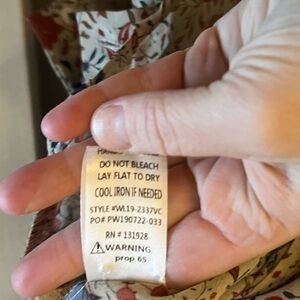 DO NOT BLEACH
LAY FLAT TO DRY
COOL IRON IF NEEDED
STYLE #WL19-2337VC
PO# PW190722-033
RN # 131928
⚠ WARNING
prop 65